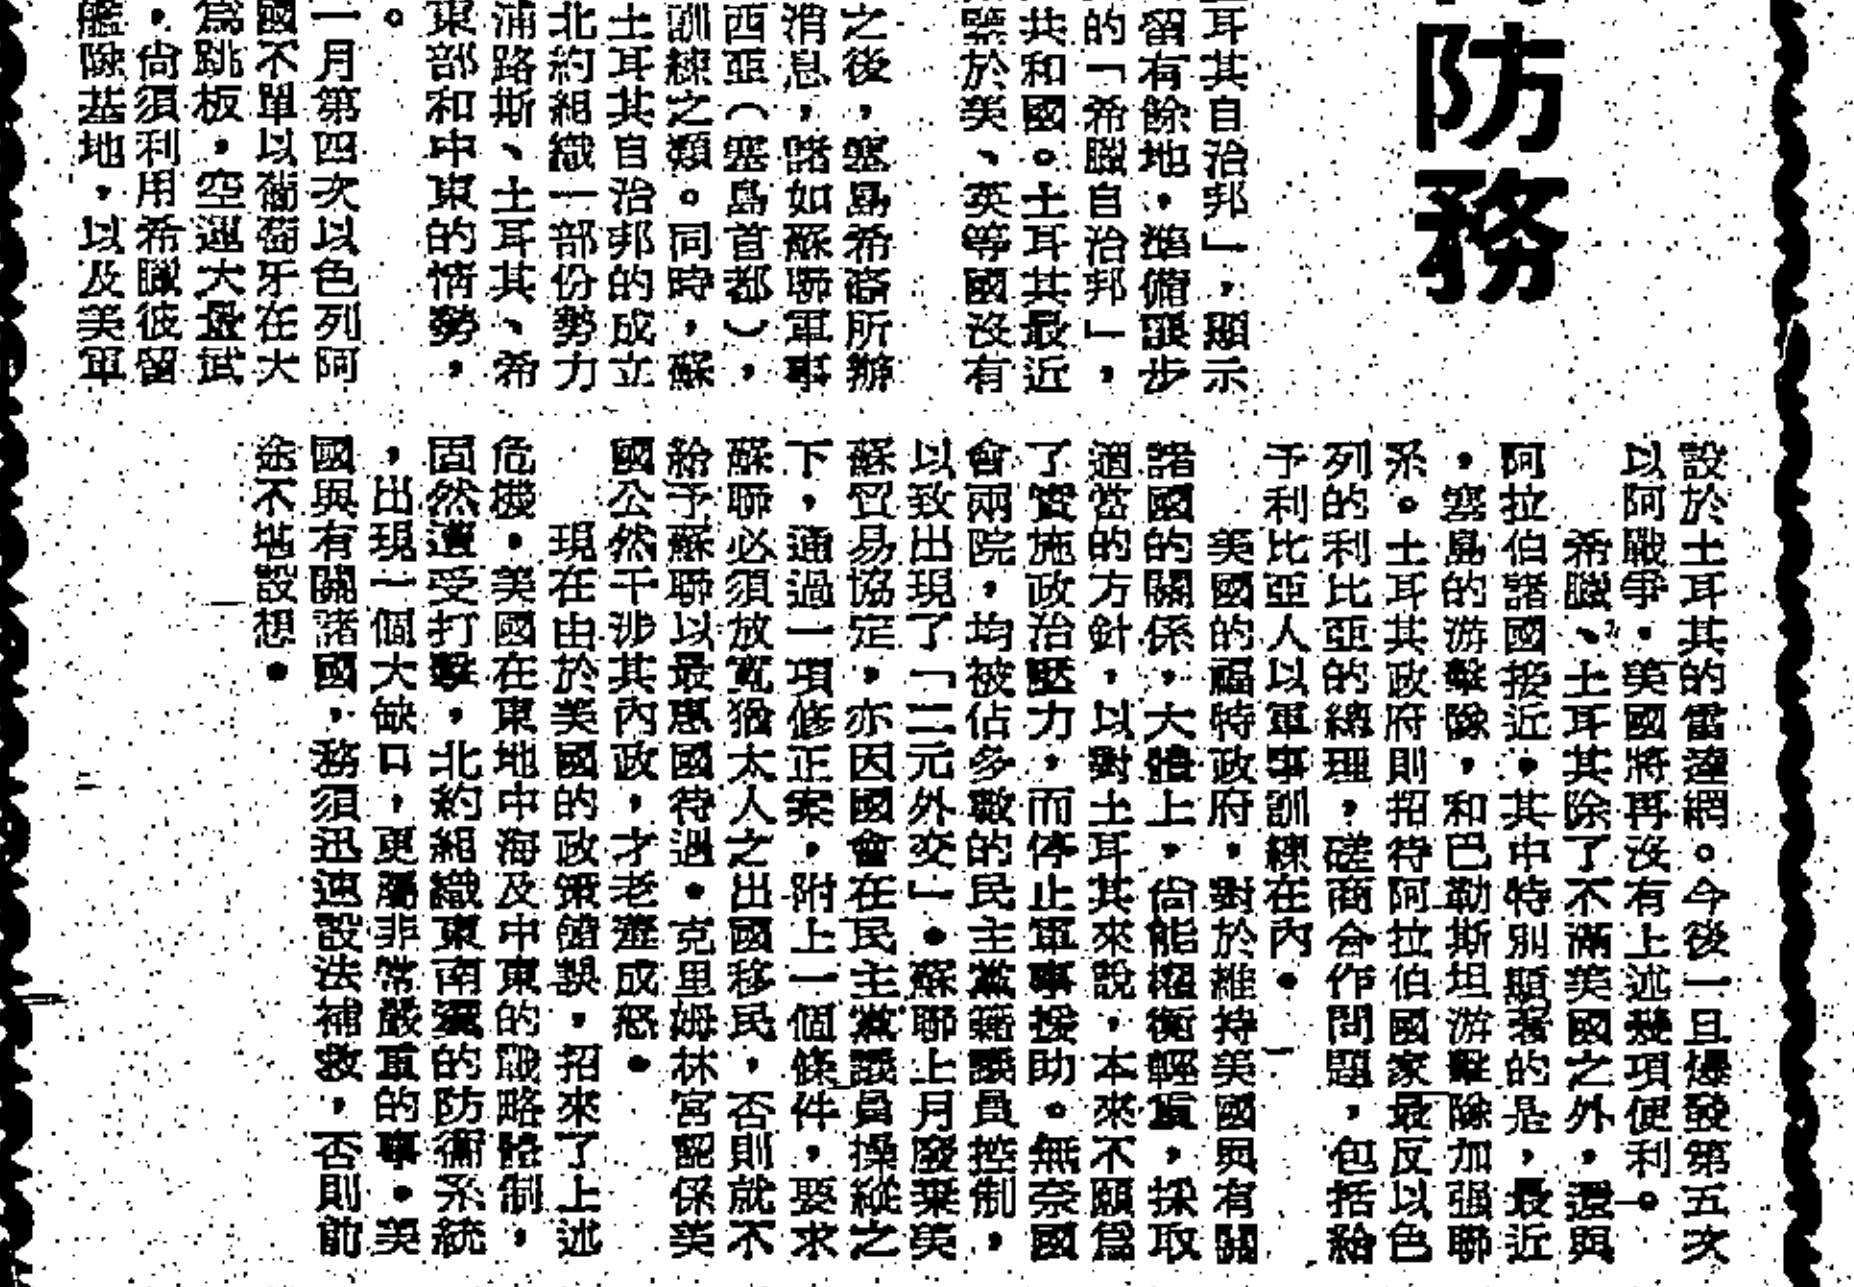 防務
耳其自治邦」，顯示
留有餘地，準備讓步
的「希臘自治邦」，
共和國。土耳其最近
於美、英等國沒有
之後，塞島希裔所辦
消息，諸如蘇聯軍事
西亞（塞島首都），
訓練之類。同時，蘇
土耳其自治邦的成立
北約組織一部份勢力
浦路斯、土耳其、希
東部和中東的情勢，
。
一月第四次以色列阿
國不單以葡萄牙在大
為跳板，空運大量武
，尙須利用希臘彼留
艦隊基地，以及美軍
設於土耳其的雷達網。今後一旦爆發第五次
以阿戰爭，美國將再沒有上述幾項便利。
希臘、土耳其除了不滿美國之外，還與
阿拉伯諸國接近，其中特別顯著的是，最近
，塞島的游擊隊，和巴勒斯坦游擊隊加强聯
系。土耳其政府則招待阿拉伯國家最反以色
列的利比亞的總理，磋商合作問題，包括給
予利比亞人以軍事訓練在內。
美國的福特政府，對於維持美國與有關
諸國的關係，大體上，尙能權衡輕重，採取
適當的方針，以對土耳其來說，本來不願爲
了實施政治壓力，而停止軍事援助。無奈國
會兩院，均被佔多數的民主黨籍議員控制，
以致出現了「二元外交」。蘇聯上月廢棄美
蘇貿易協定，亦因國會在民主黨議員操縱之
下，通過一項修正案，附上一個條件，要求
蘇聯必須放寬猶太人之出國移民，否則就不
給予蘇聯以最惠國待遇。克里姆林宮認係美
國公然干涉其內政，才老羞成怒。
現在由於美國的政策錯誤，招來了上述
危機，美國在東地中海及中東的戰略體制，
固然遭受打擊，北約組織東南翼的防衞系統
，出現一個大缺口，更屬非常嚴重的事。美
國與有關諸國，務須迅速設法補救，否則前
途不堪設想。